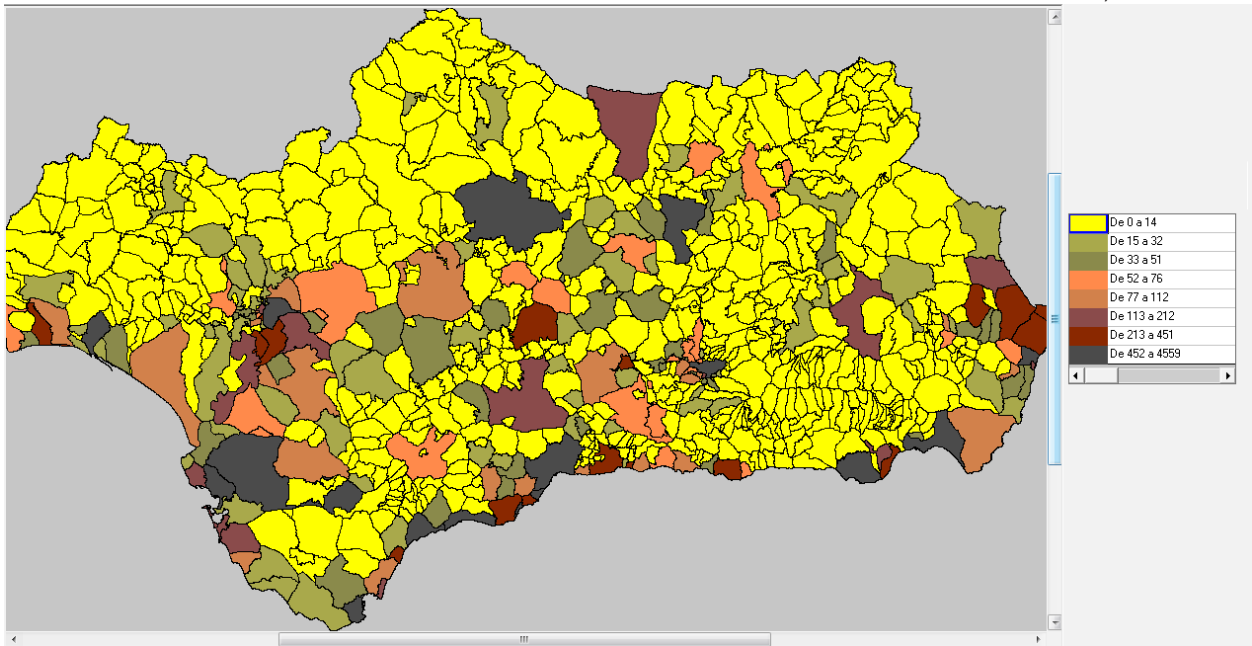 De 0 a 14
De 15 a 32
De 33 a 51
De 52 a 76
De 77 a 112
De 113 a 212
De 213 a 451
De 452 a 4559